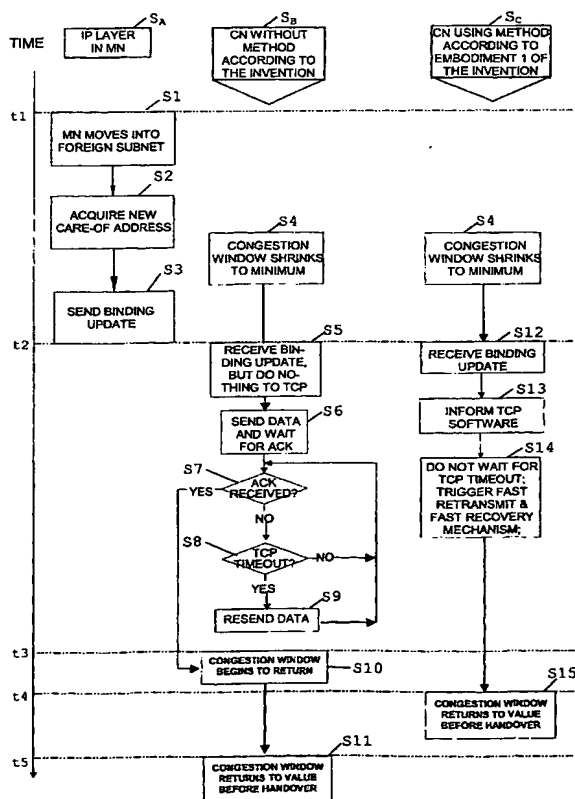 TIME
SA
IP LAYER
IN MN
SB
CN WITHOUT
METHOD
ACCORDING
TO
THE INVENTION
SC
CN USING METHOD
ACCORDING TO
EMBODIMENT 1 OF
THE INVENTION
t1
S1
MN MOVES INTO
FOREIGN SUBNET
S2
ACQUIRE NEW
CARE-OF ADDRESS
S3
SEND BINDING
UPDATE
S4
CONGESTION
WINDOW SHRINKS
TO MINIMUM
S4
CONGESTION
WINDOW SHRINKS
TO MINIMUM
t2
S5
RECEIVE BIN-
DING UPDATE,
BUT DO NO-
THING TO TCP
S12
RECEIVE BINDING
UPDATE
S6
SEND DATA
AND WAIT
FOR ACK
S13
INFORM TCP
SOFTWARE
S7
YES
ACK
RECEIVED?
NO
S14
DO NOT WAIT FOR
TCP TIMEOUT;
TRIGGER FAST
RETRANSMIT &
FAST RECOVERY
MECHANISM;
S8
TCP
TIMEOUT?
NO
YES
S9
RESEND DATA
t3
CONGESTION WINDOW
BEGINS TO RETURN
S10
t4
S15
CONGESTION WINDOW
RETURNS TO VALUE
BEFORE HANDOVER
t5
S11
CONGESTION WINDOW
RETURNS TO VALUE
BEFORE HANDOVER